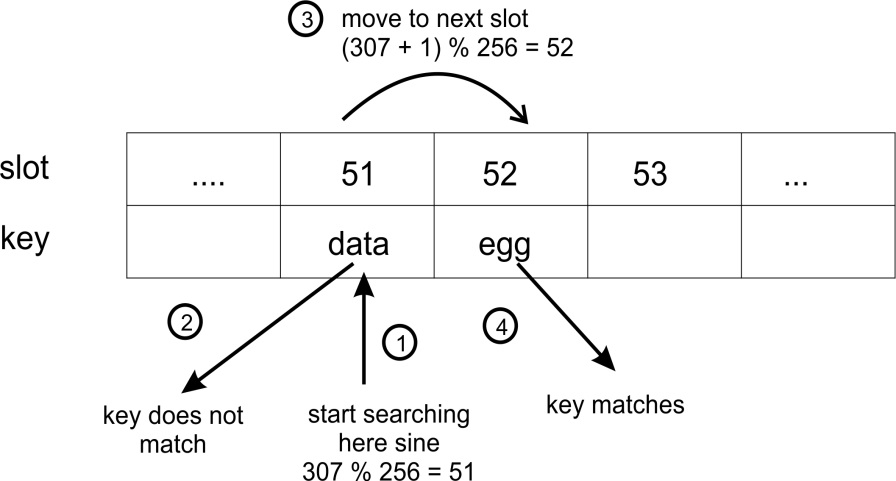 3 move to next slot
(307 + 1) % 256 = 52
slot .... 51 52 53 ...
key data egg
2
1
4
key does not
match
start searching
here sine
307 % 256 = 51
key matches